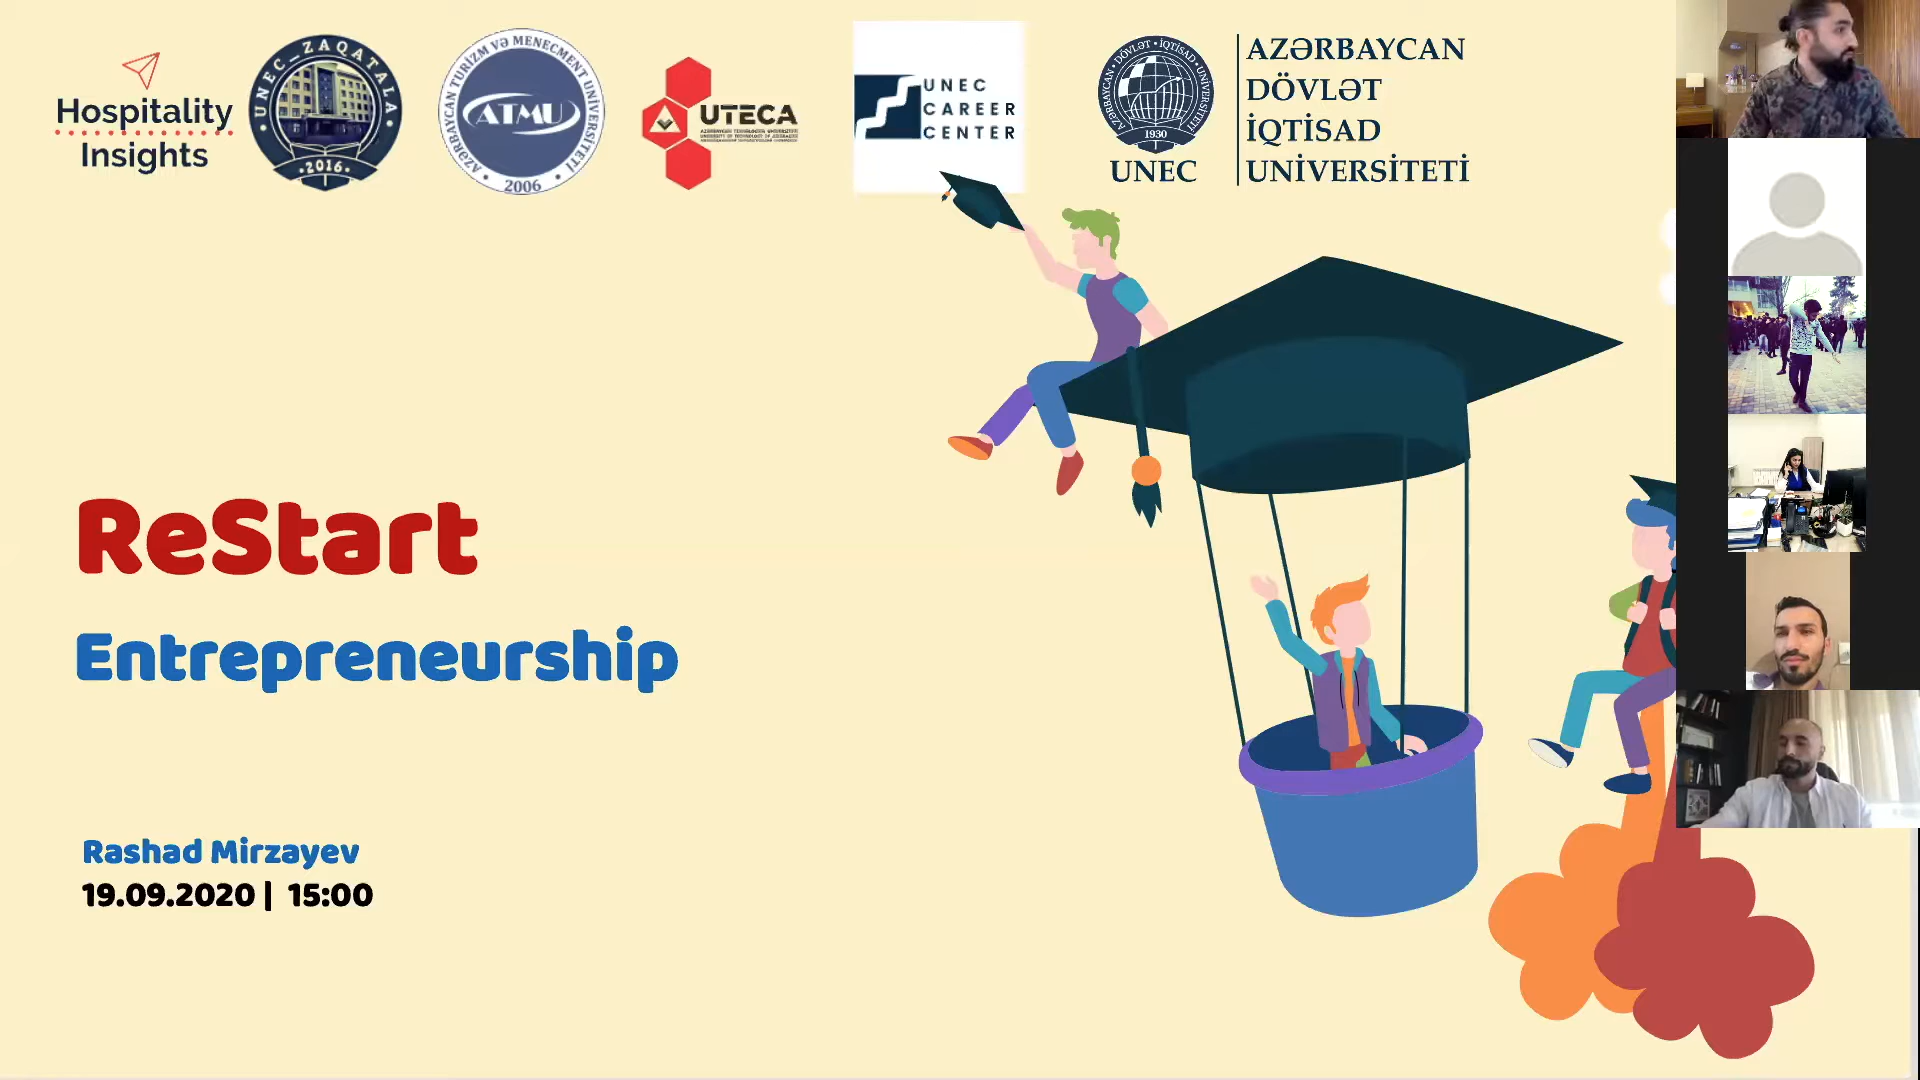 Hospitality
Insights
UNEC_ZAQATALA
2016
AZƏRBAYCAN TURİZM VƏ MENECMENT UNİVERSİTETİ
ATMU
2006
UTECA
UNEC
CAREER
CENTER
AZƏRBAYCAN • DÖVLƏT • İQTİSAD • UNİVERSİTETİ
1930
UNEC
AZƏRBAYCAN
DÖVLƏT
İQTİSAD
UNİVERSİTETİ
ReStart
Entrepreneurship
Rashad Mirzayev
19.09.2020 | 15:00